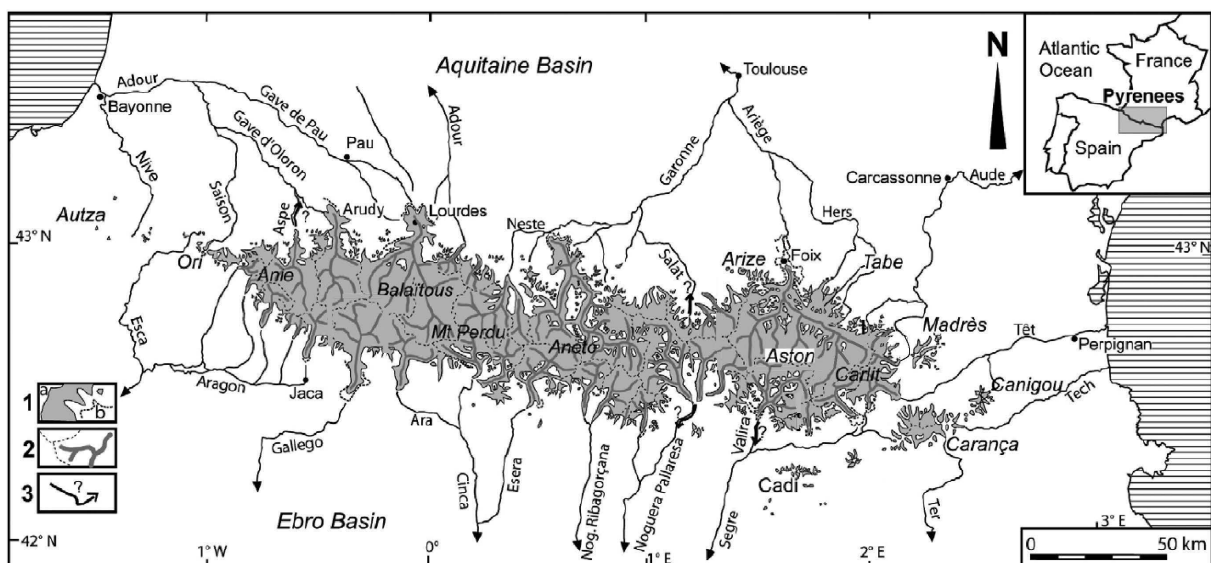 Aquitaine Basin
N
Atlantic
Ocean
France
Pyrenees
Spain
Adour
Bayonne
Nive
Gave de Pau
Gave d'Oloron
Pau
Adour
Toulouse
Ariège
Garonne
Carcassonne
Aude
Autza
Saison
Aspe
?
Arudy
Lourdes
Neste
Salat
?
Hers
Arize
Foix
Tabe
43° N
43° N
Ori
Anie
Balaïtous
Mt Perdu
Aneto
Aston
Carlit
Madrès
Têt
Perpignan
Canigou
Tech
Carança
Esca
Aragon
Jaca
Gallego
Ara
Cinca
Esera
Nog. Ribagorçana
Noguera Pallaresa
?
Valira
?
Segre
Cadi
Ter
1
a
b
2
3
?
Ebro Basin
42° N
1°W
0°
1°E
2° E
3° E
0
50 km